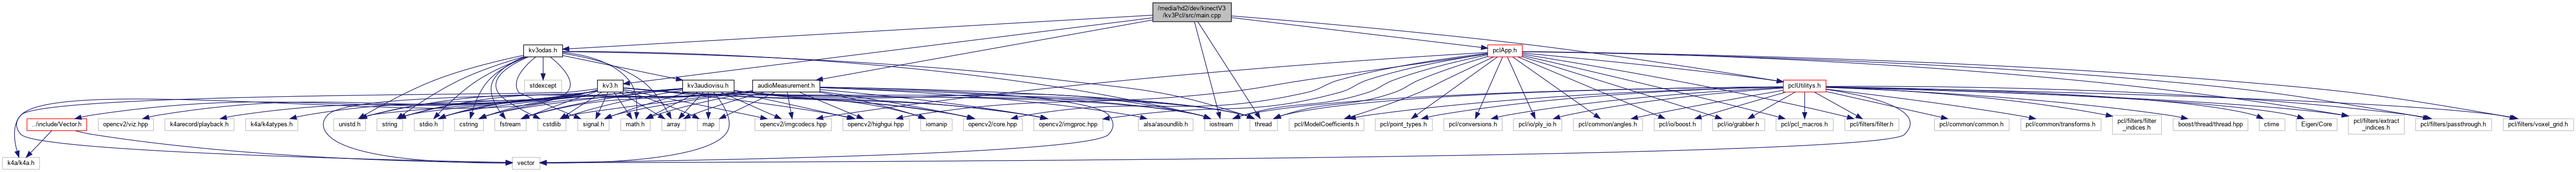 /media/hd2/dev/kinectV3
/kv3Pcl/src/main.cpp
kv3odas.h
pclApp.h
stdexcept
kv3.h
kv3audiovisu.h
audioMeasurement.h
pclUtilitys.h
../include/Vector.h
opencv2/viz.hpp
k4arecord/playback.h
k4a/k4atypes.h
unistd.h
string
stdio.h
cstring
fstream
cstdlib
signal.h
math.h
array
map
opencv2/imgcodecs.hpp
opencv2/highgui.hpp
iomanip
opencv2/core.hpp
opencv2/imgproc.hpp
alsa/asoundlib.h
iostream
thread
pcl/ModelCoefficients.h
pcl/point_types.h
pcl/conversions.h
pcl/io/ply_io.h
pcl/common/angles.h
pcl/io/boost.h
pcl/io/grabber.h
pcl/pcl_macros.h
pcl/filters/filter.h
pcl/common/common.h
pcl/common/transforms.h
pcl/filters/filter
_indices.h
boost/thread/thread.hpp
ctime
Eigen/Core
pcl/filters/extract
_indices.h
pcl/filters/passthrough.h
pcl/filters/voxel_grid.h
k4a/k4a.h
vector